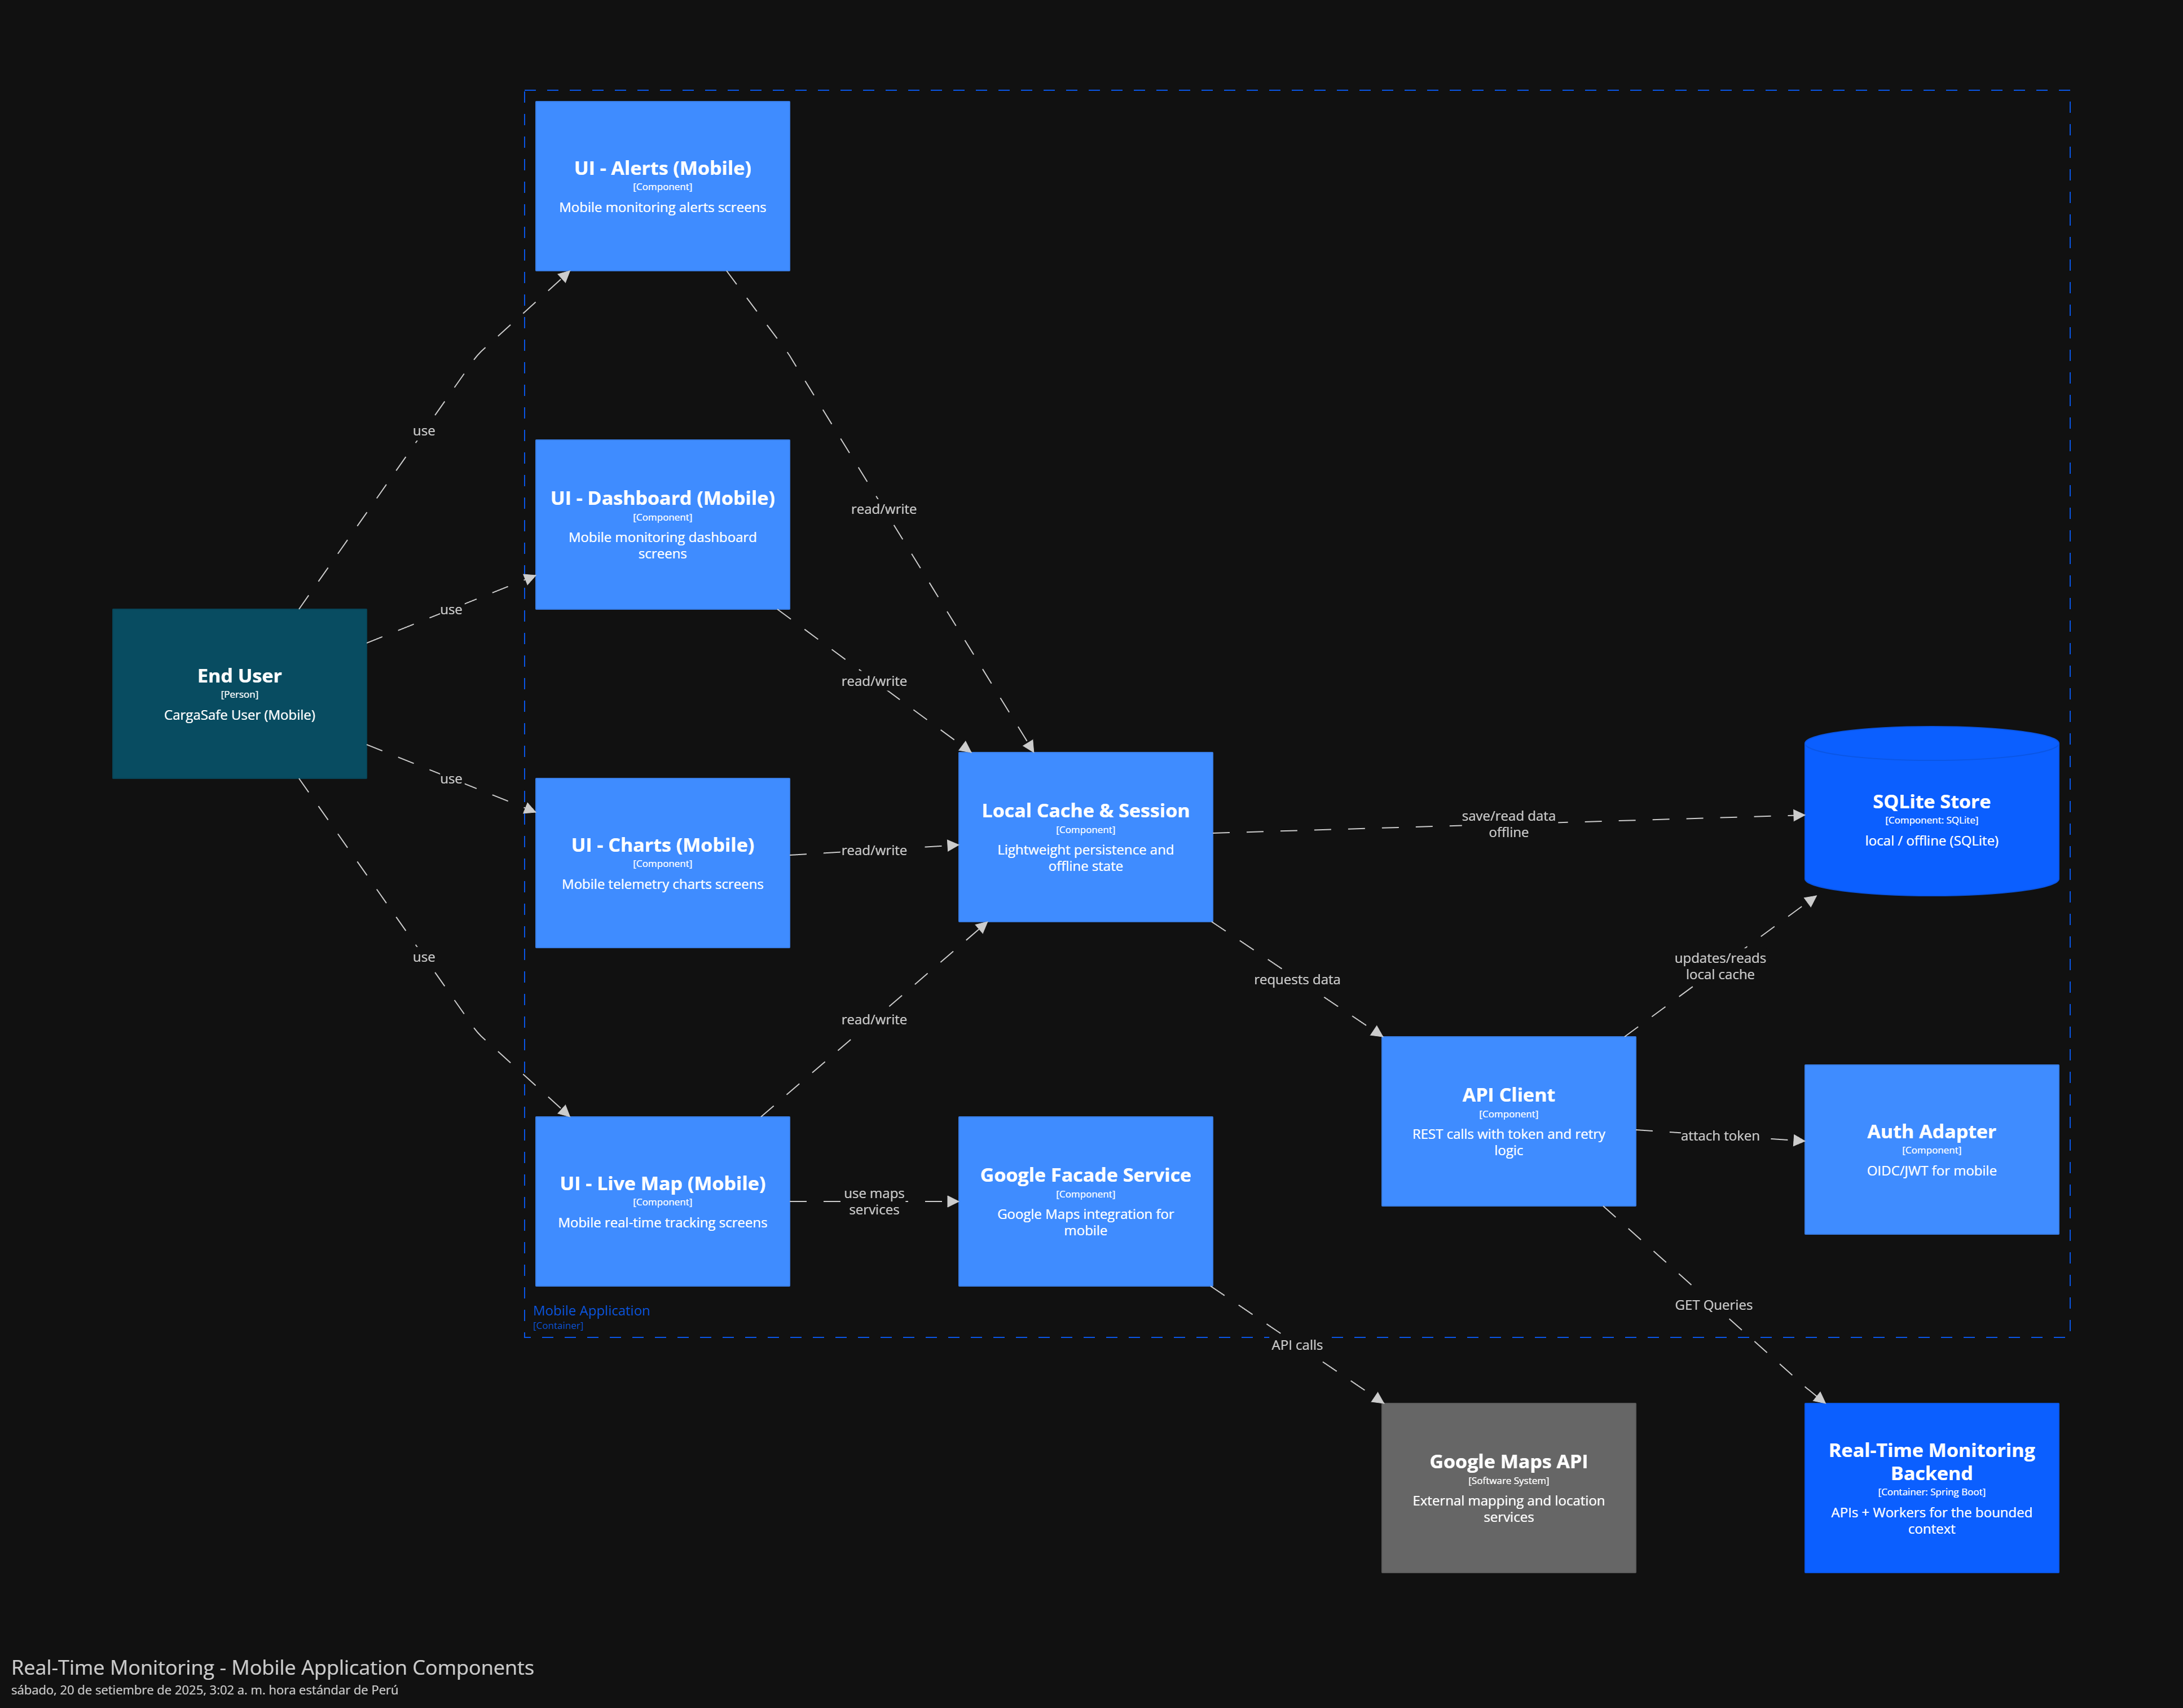 UI - Alerts (Mobile)
[Component]
Mobile monitoring alerts screens
use
read/write
UI - Dashboard (Mobile)
[Component]
Mobile monitoring dashboard
screens
use
read/write
End User
[Person]
CargaSafe User (Mobile)
use
UI - Charts (Mobile)
[Component]
Mobile telemetry charts screens
read/write
Local Cache & Session
[Component]
Lightweight persistence and
offline state
save/read data
offline
SQLite Store
[Component: SQLite]
local / offline (SQLite)
use
read/write
requests data
updates/reads
local cache
UI - Live Map (Mobile)
[Component]
Mobile real-time tracking screens
use maps
services
Google Facade Service
[Component]
Google Maps integration for
mobile
API Client
[Component]
REST calls with token and retry
logic
attach token
Auth Adapter
[Component]
OIDC/JWT for mobile
Mobile Application
[Container]
API calls
GET Queries
Google Maps API
[Software System]
External mapping and location
services
Real-Time Monitoring
Backend
[Container: Spring Boot]
APIs + Workers for the bounded
context
Real-Time Monitoring - Mobile Application Components
sábado, 20 de setiembre de 2025, 3:02 a. m. hora estándar de Perú